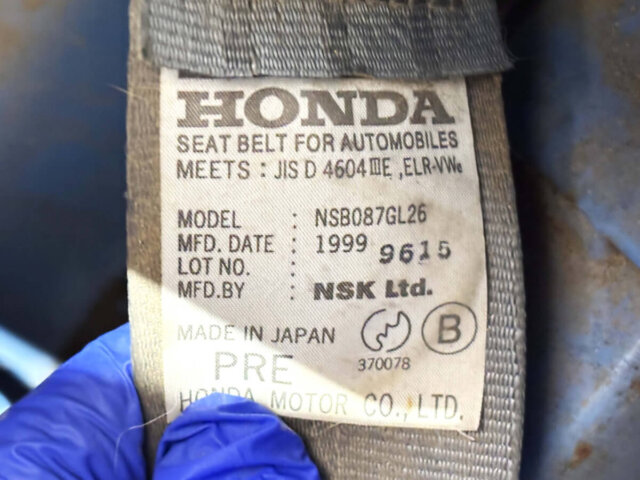 HONDA
SEAT BELT FOR AUTOMOBILES
MEETS : JIS D 4604 III E , ELR-VWe
MODEL : NSB087GL26
MFD. DATE : 1999 9615
LOT NO. :
MFD.BY : NSK Ltd.
MADE IN JAPAN B
370078
PRE
HONDA MOTOR CO., LTD.